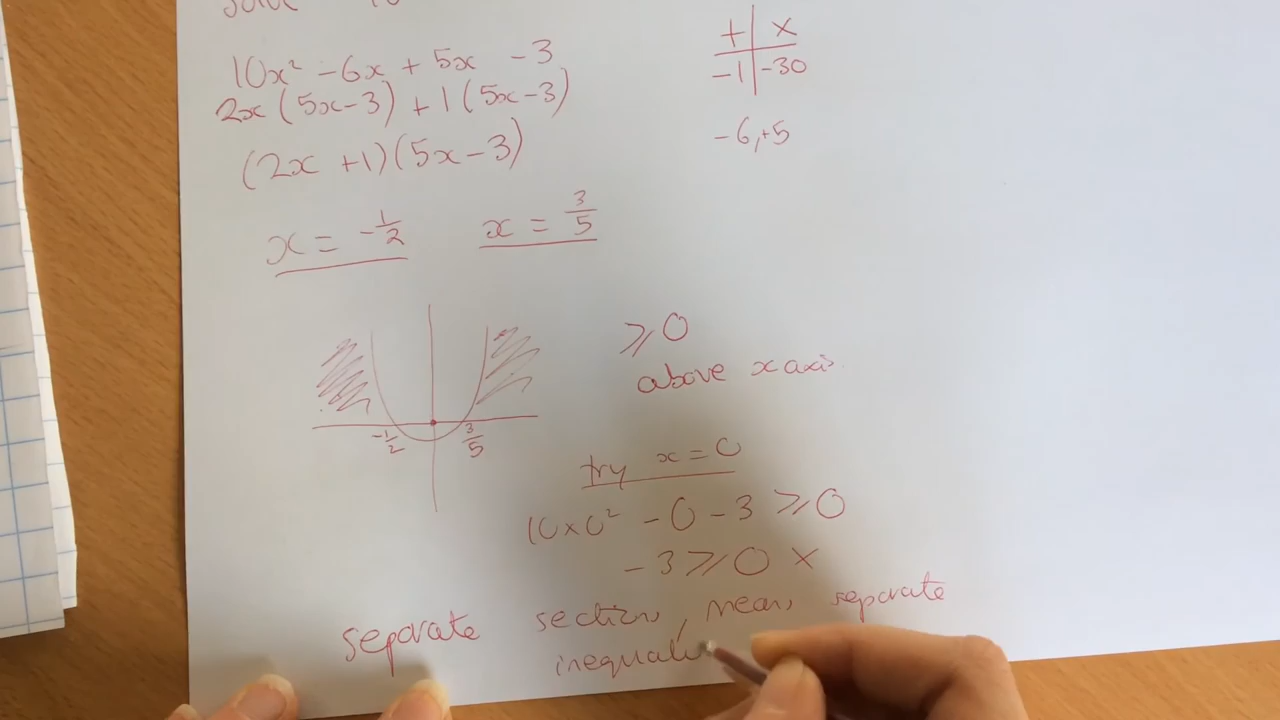 solve
10x² - 6x + 5x - 3
2x(5x-3) + 1(5x-3)
(2x + 1)(5x - 3)
x = -1/2 x = 3/5
+ | x
-1 | -30
-6, +5
≥ 0
above x axis
-1/2 3/5
try x = 0
10×0² - 0 - 3 ≥ 0
-3 ≥ 0 ×
separate section, mean, separate